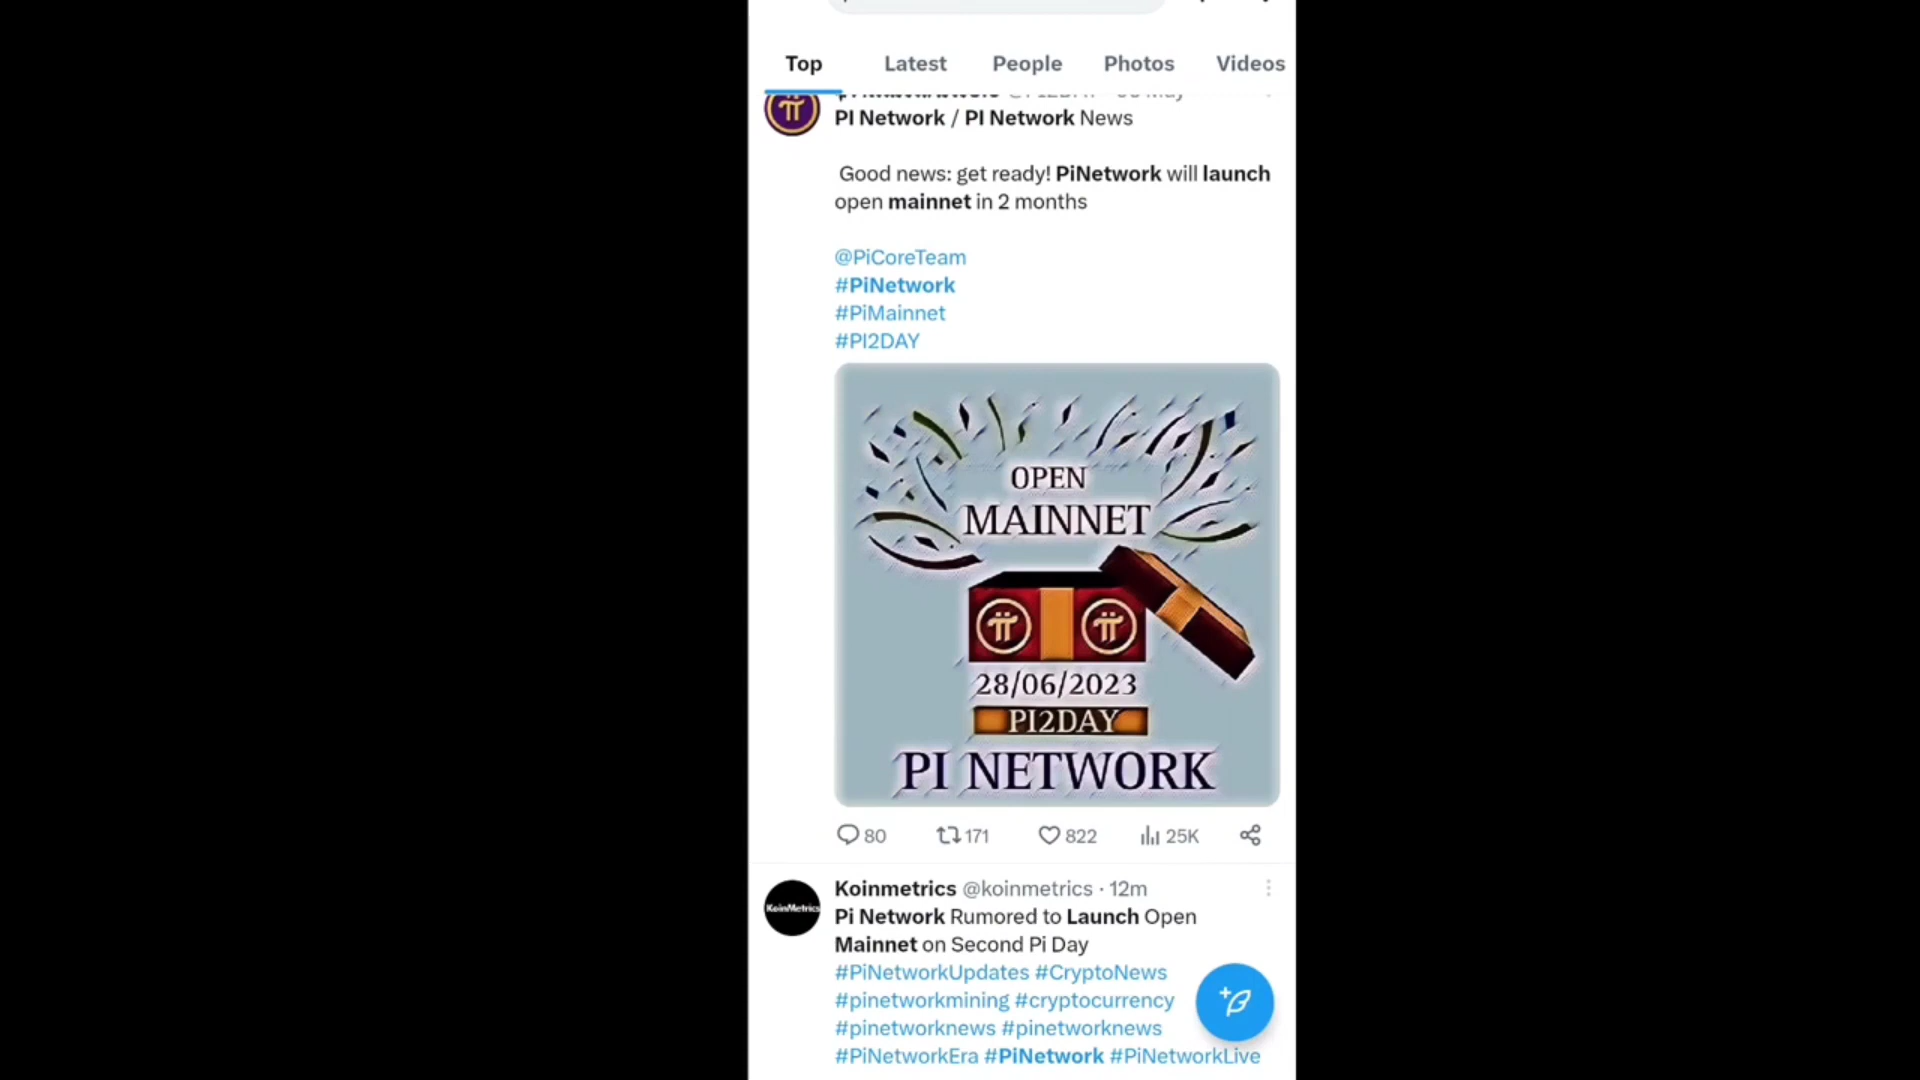 Top Latest People Photos Videos
PI Network / PI Network News
Good news: get ready! PiNetwork will launch
open mainnet in 2 months
@PiCoreTeam
#PiNetwork
#PiMainnet
#PI2DAY
OPEN
MAINNET
28/06/2023
PI2DAY
PI NETWORK
80 171 822 25K
KoinMetrics
Koinmetrics @koinmetrics · 12m
Pi Network Rumored to Launch Open
Mainnet on Second Pi Day
#PiNetworkUpdates #CryptoNews
#pinetworkmining #cryptocurrency
#pinetworknews #pinetworknews
#PiNetworkEra #PiNetwork #PiNetworkLive